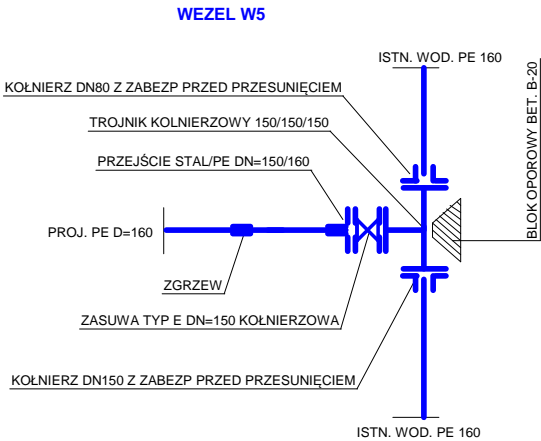 WEZEL W5
ISTN. WOD. PE 160
KOŁNIERZ DN80 Z ZABEZP PRZED PRZESUNIĘCIEM
TROJNIK KOLNIERZOWY 150/150/150
PRZEJŚCIE STAL/PE DN=150/160
BLOK OPOROWY BET. B-20
PROJ. PE D=160
ZGRZEW
ZASUWA TYP E DN=150 KOŁNIERZOWA
KOŁNIERZ DN150 Z ZABEZP PRZED PRZESUNIĘCIEM
ISTN. WOD. PE 160